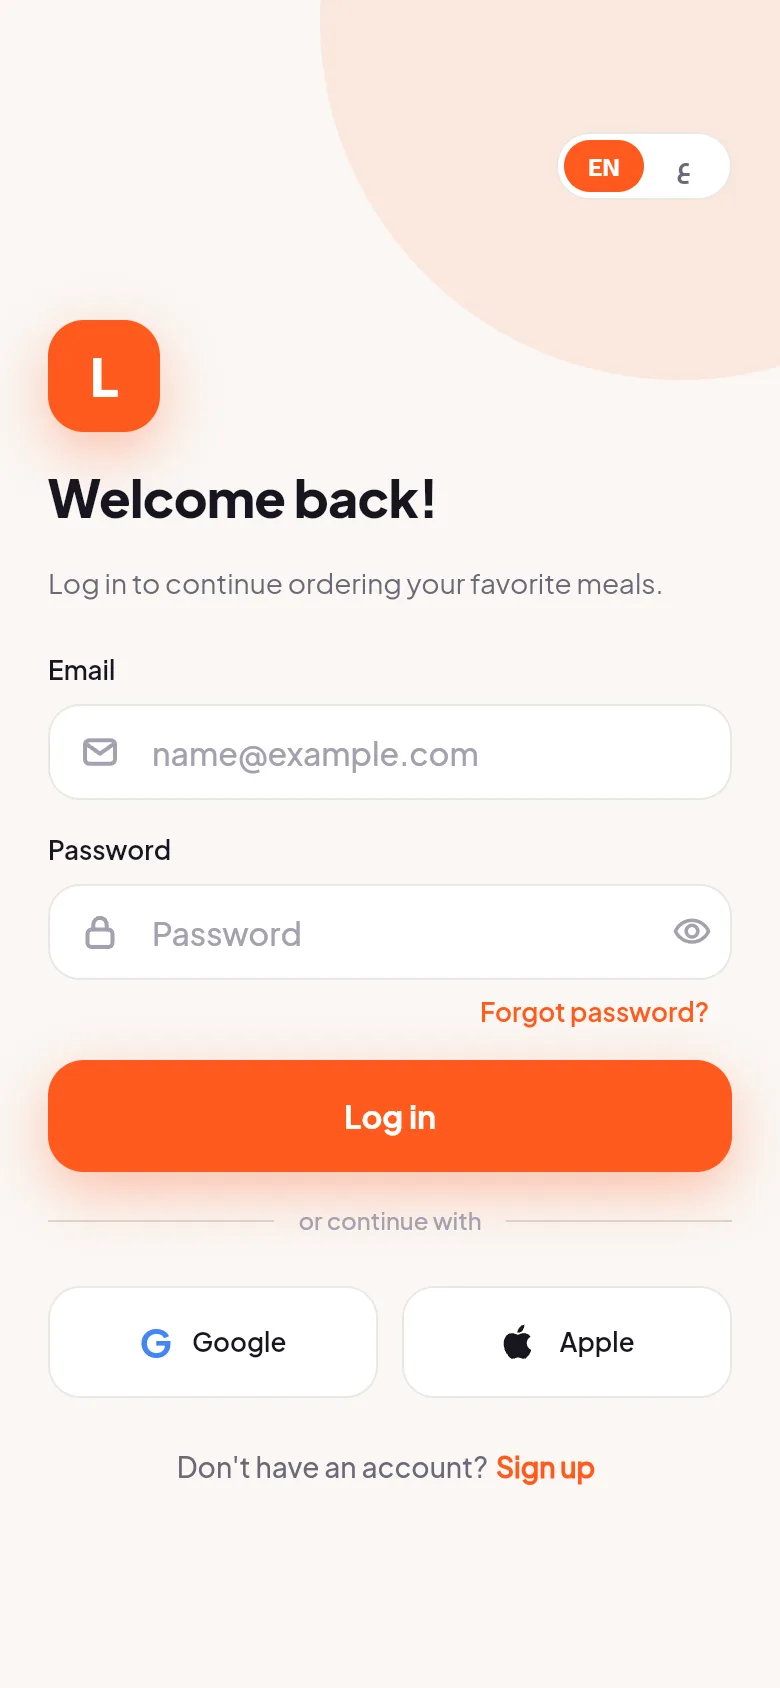 EN ع
L
Welcome back!
Log in to continue ordering your favorite meals.
Email
name@example.com
Password
Password
Forgot password?
Log in
or continue with
G Google
Apple
Don't have an account? Sign up